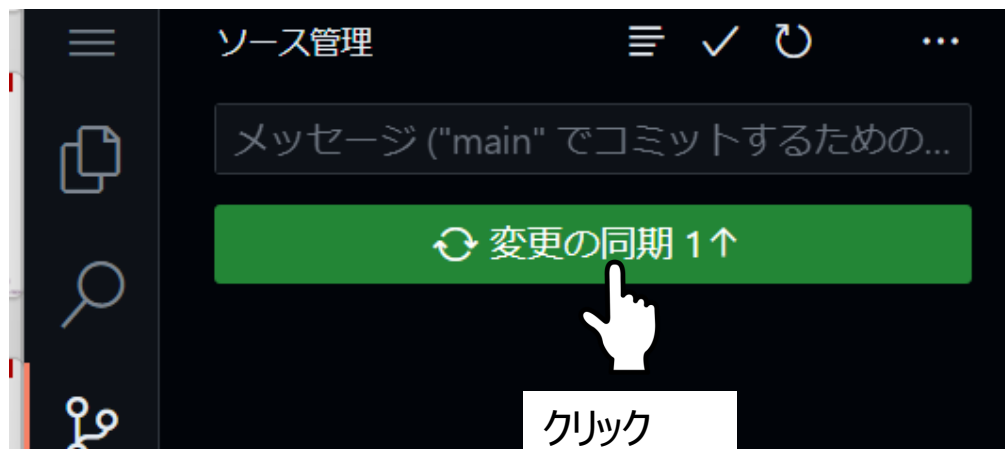 ソース管理
メッセージ ("main" でコミットするための...
変更の同期 1↑
クリック